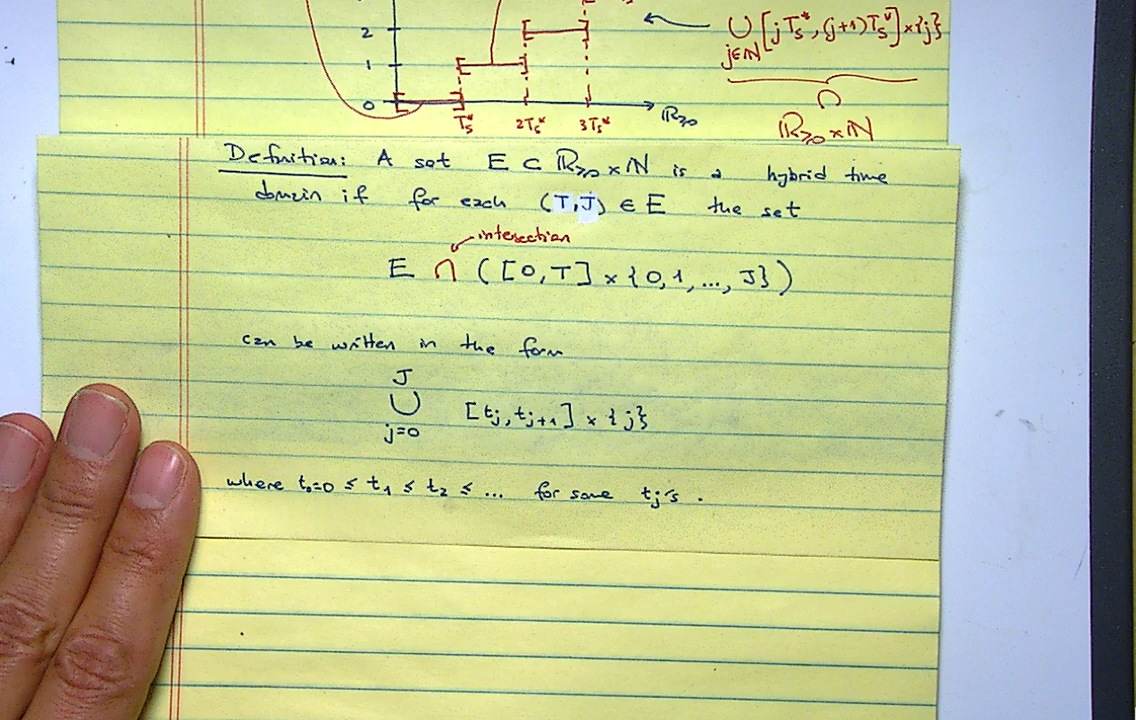 2
1
0
T_s^* 2T_s^* 3T_s^* ℝ≥0
⋃ j∈ℕ [jT_s^*, (j+1)T_s^*] × {j}
∩
ℝ≥0 × ℕ
Definition: A set E ⊂ ℝ≥0 × ℕ is a hybrid time
domain if for each (T,J) ∈ E the set
intersection
E ∩ ([0,T] × {0,1,...,J})
can be written in the form
J
⋃ [t_j, t_{j+1}] × {j}
j=0
where t_0=0 ≤ t_1 ≤ t_2 ≤ ... for some t_j's.